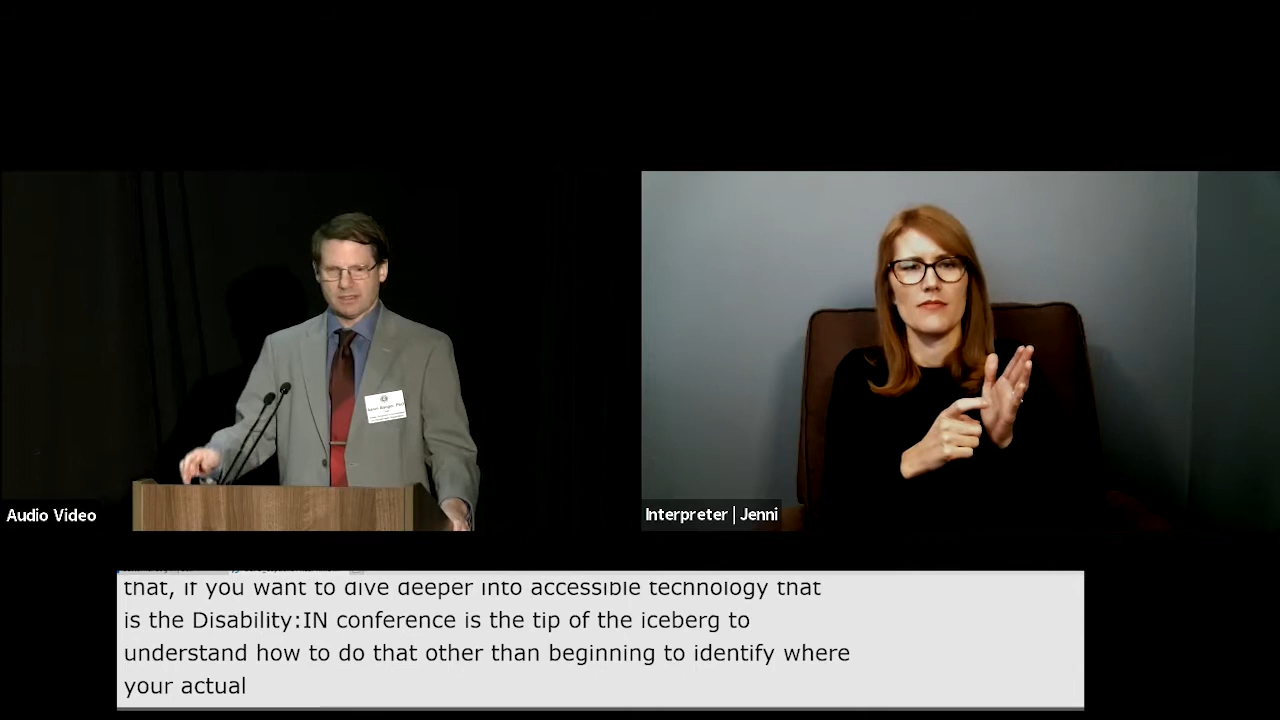 Audio Video
Interpreter | Jenni
that, if you want to dive deeper into accessible technology that
is the Disability:IN conference is the tip of the iceberg to
understand how to do that other than beginning to identify where
your actual